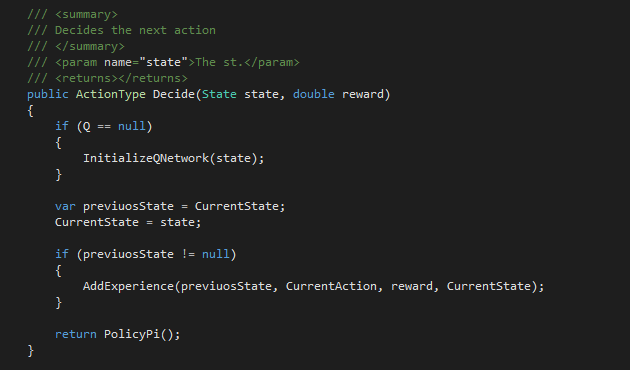 /// <summary>
/// Decides the next action
/// </summary>
/// <param name="state">The st.</param>
/// <returns></returns>
public ActionType Decide(State state, double reward)
{
if (Q == null)
{
InitializeQNetwork(state);
}
var previuosState = CurrentState;
CurrentState = state;
if (previuosState != null)
{
AddExperience(previuosState, CurrentAction, reward, CurrentState);
}
return PolicyPi();
}